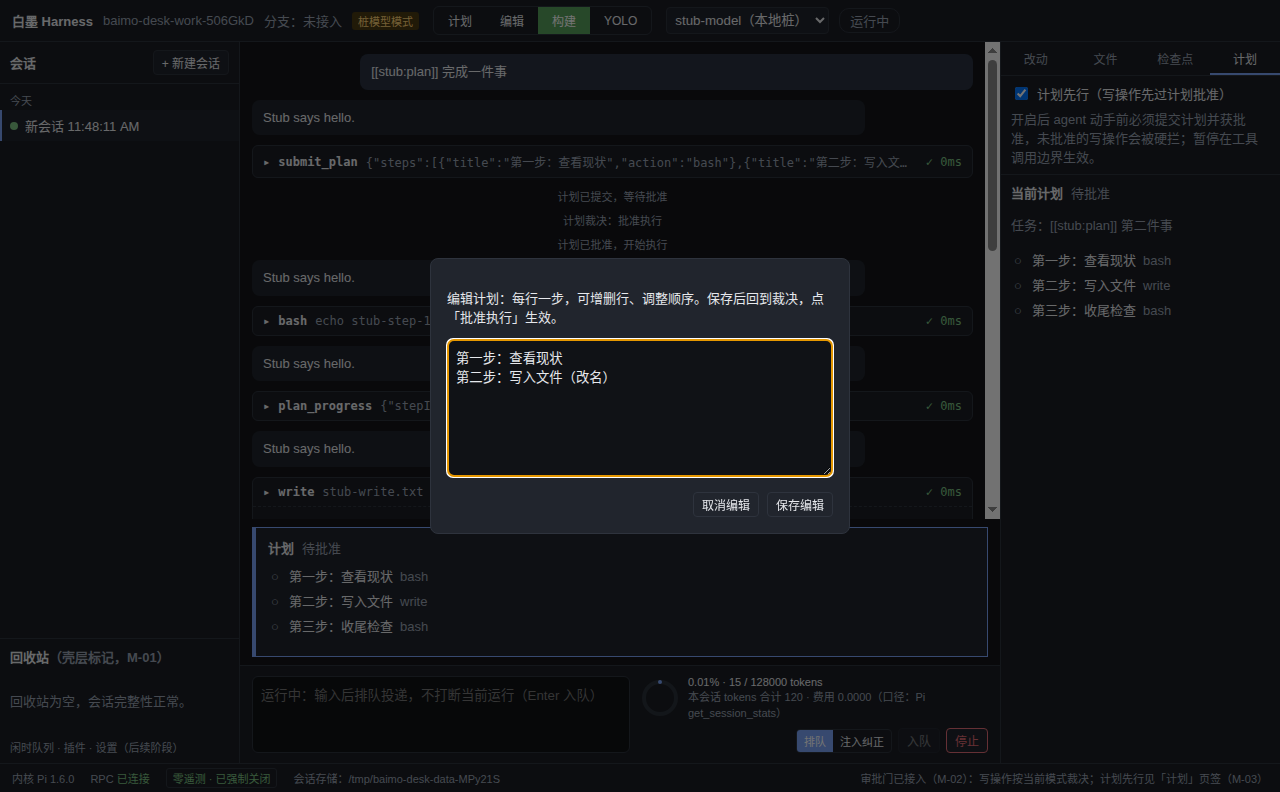 白墨 Harness baimo-desk-work-506GkD 分支：未接入 桩模型模式 计划 编辑 构建 YOLO stub-model（本地桩） 运行中
会话 + 新建会话
今天
新会话 11:48:11 AM
回收站（壳层标记，M-01）
回收站为空，会话完整性正常。
闲时队列 · 插件 · 设置（后续阶段）
[[stub:plan]] 完成一件事
Stub says hello.
▸ submit_plan {"steps":[{"title":"第一步：查看现状","action":"bash"},{"title":"第二步：写入文… ✓ 0ms
计划已提交，等待批准
计划裁决：批准执行
计划已批准，开始执行
Stub says hello.
▸ bash echo stub-step-1 ✓ 0ms
Stub says hello.
▸ plan_progress {"stepI ✓ 0ms
Stub says hello.
▸ write stub-write.txt ✓ 0ms
编辑计划：每行一步，可增删行、调整顺序。保存后回到裁决，点
「批准执行」生效。
第一步：查看现状
第二步：写入文件（改名）
取消编辑 保存编辑
计划 待批准
○ 第一步：查看现状 bash
○ 第二步：写入文件 write
○ 第三步：收尾检查 bash
运行中：输入后排队投递，不打断当前运行（Enter 入队）
0.01% · 15 / 128000 tokens
本会话 tokens 合计 120 · 费用 0.0000（口径：Pi
get_session_stats）
排队 注入纠正 入队 停止
改动 文件 检查点 计划
计划先行（写操作先过计划批准）
开启后 agent 动手前必须提交计划并获批
准，未批准的写操作会被硬拦；暂停在工具
调用边界生效。
当前计划 待批准
任务：[[stub:plan]] 第二件事
○ 第一步：查看现状 bash
○ 第二步：写入文件 write
○ 第三步：收尾检查 bash
内核 Pi 1.6.0 RPC 已连接 零遥测 · 已强制关闭 会话存储：/tmp/baimo-desk-data-MPy21S 审批门已接入（M-02）：写操作按当前模式裁决；计划先行见「计划」页签（M-03）